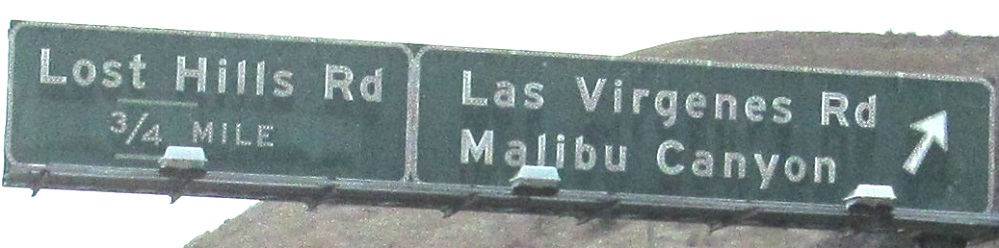 Lost Hills Rd
3/4 MILE
Las Virgenes Rd
Malibu Canyon